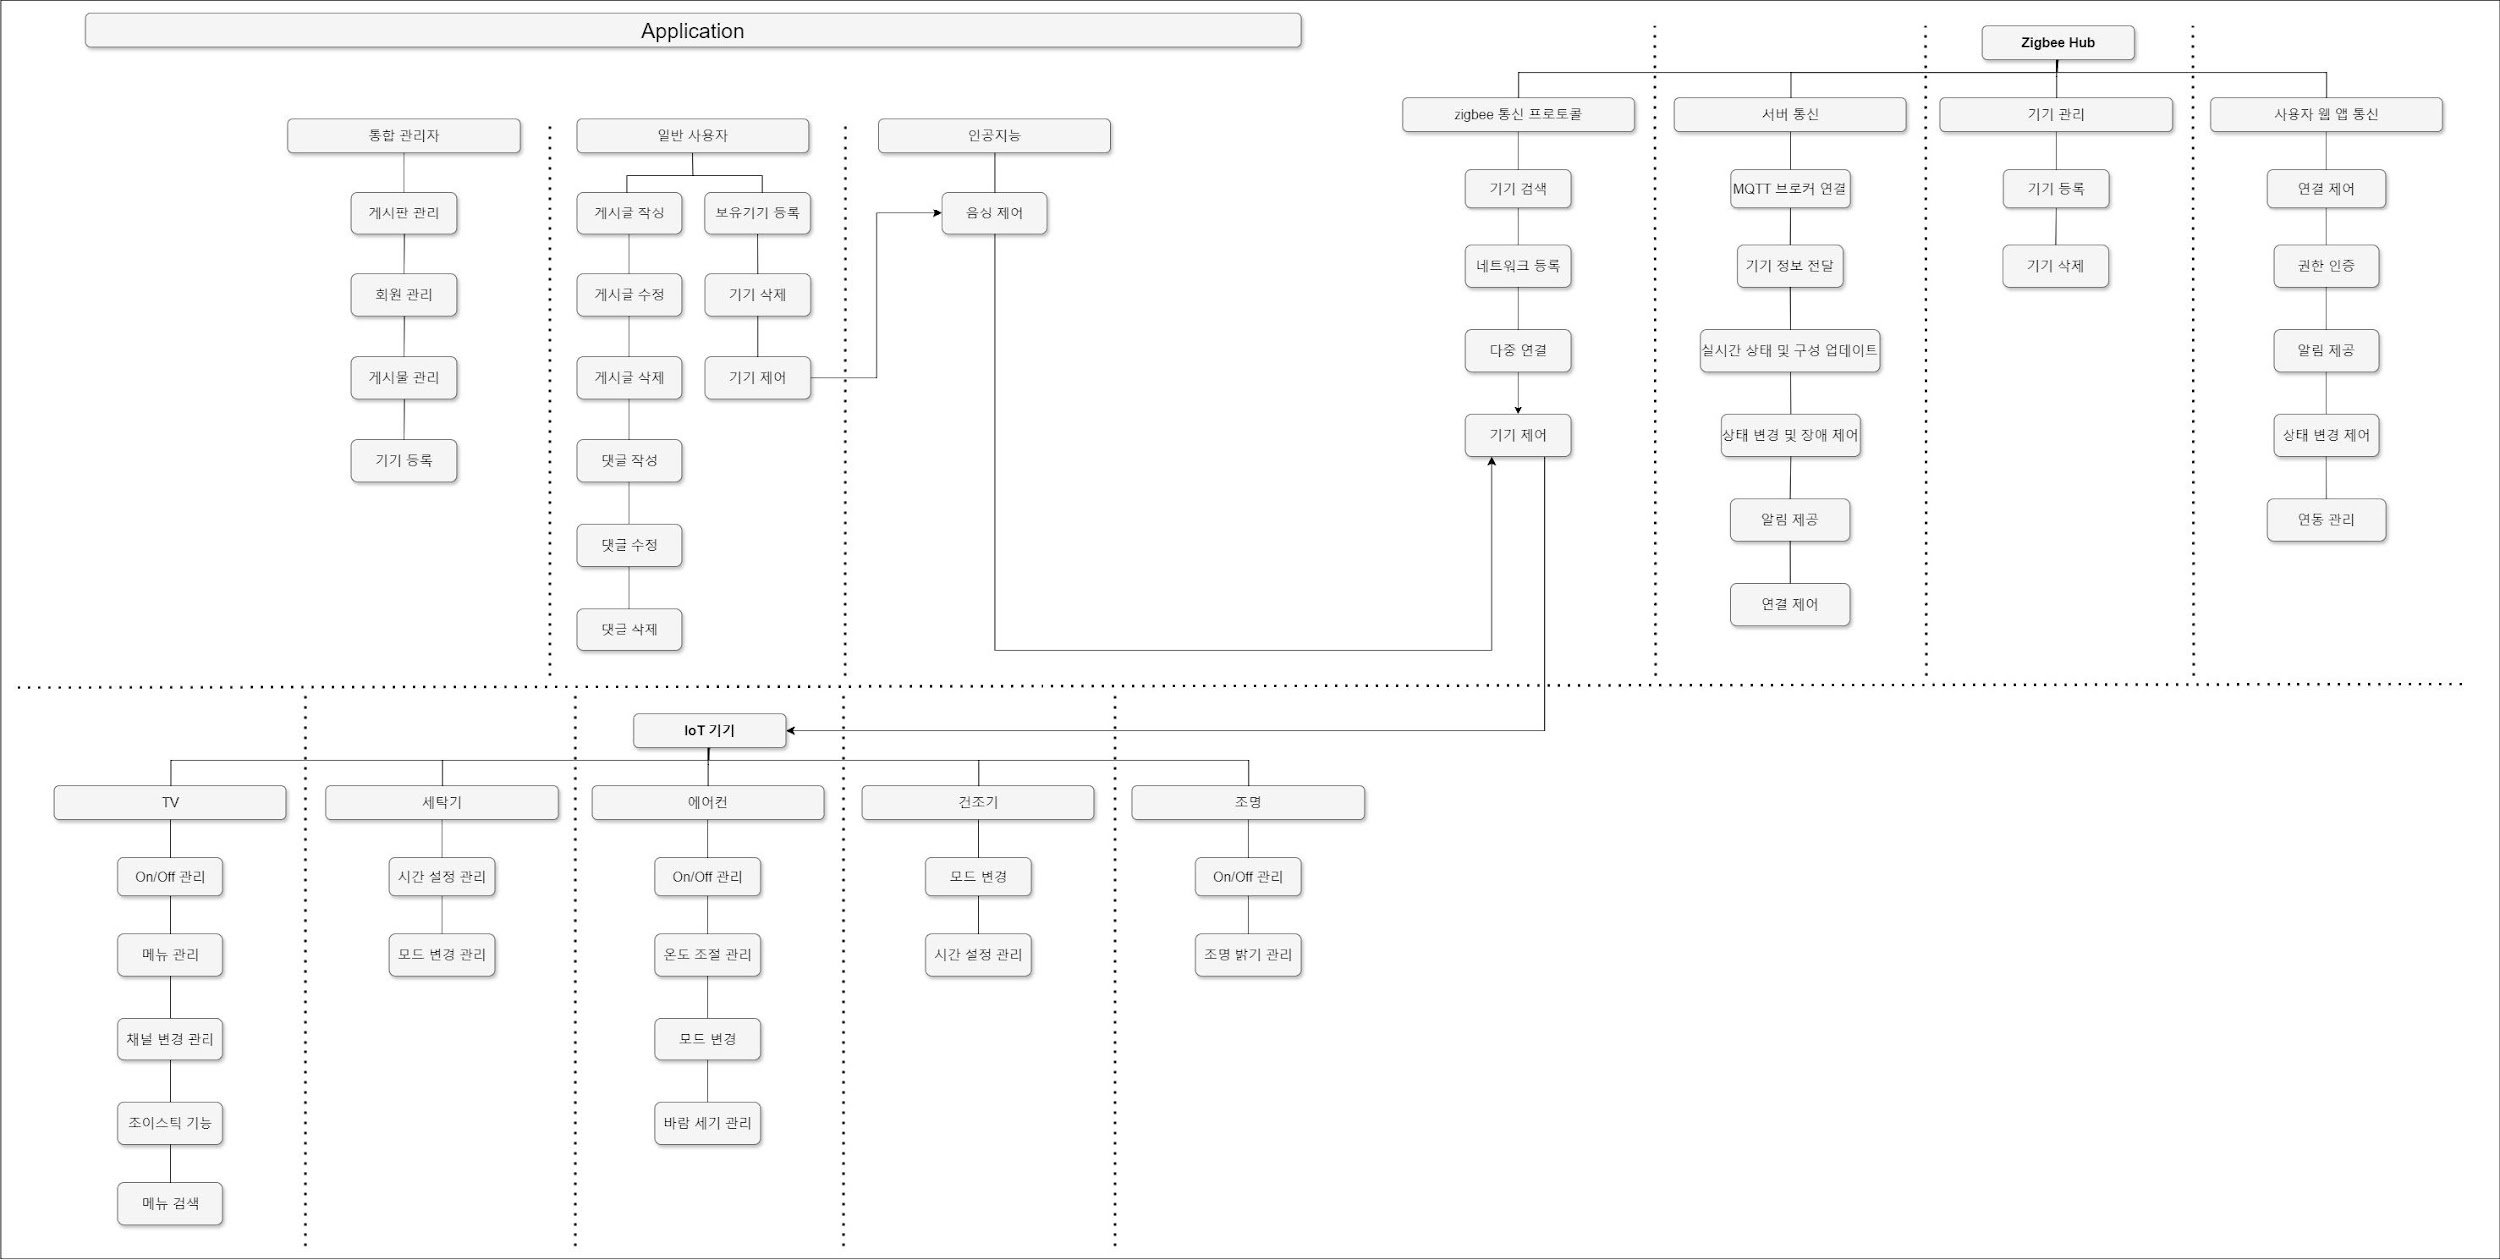 Application
통합 관리자
게시판 관리
회원 관리
게시물 관리
기기 등록
일반 사용자
게시글 작성
게시글 수정
게시글 삭제
댓글 작성
댓글 수정
댓글 삭제
보유기기 등록
기기 삭제
기기 제어
인공지능
음성 제어
Zigbee Hub
zigbee 통신 프로토콜
기기 검색
네트워크 등록
다중 연결
기기 제어
서버 통신
MQTT 브로커 연결
기기 정보 전달
실시간 상태 및 구성 업데이트
상태 변경 및 장애 제어
알림 제공
연결 제어
기기 관리
기기 등록
기기 삭제
사용자 웹 앱 통신
연결 제어
권한 인증
알림 제공
상태 변경 제어
연동 관리
IoT 기기
TV
On/Off 관리
메뉴 관리
채널 변경 관리
조이스틱 기능
메뉴 검색
세탁기
시간 설정 관리
모드 변경 관리
에어컨
On/Off 관리
온도 조절 관리
모드 변경
바람 세기 관리
건조기
모드 변경
시간 설정 관리
조명
On/Off 관리
조명 밝기 관리